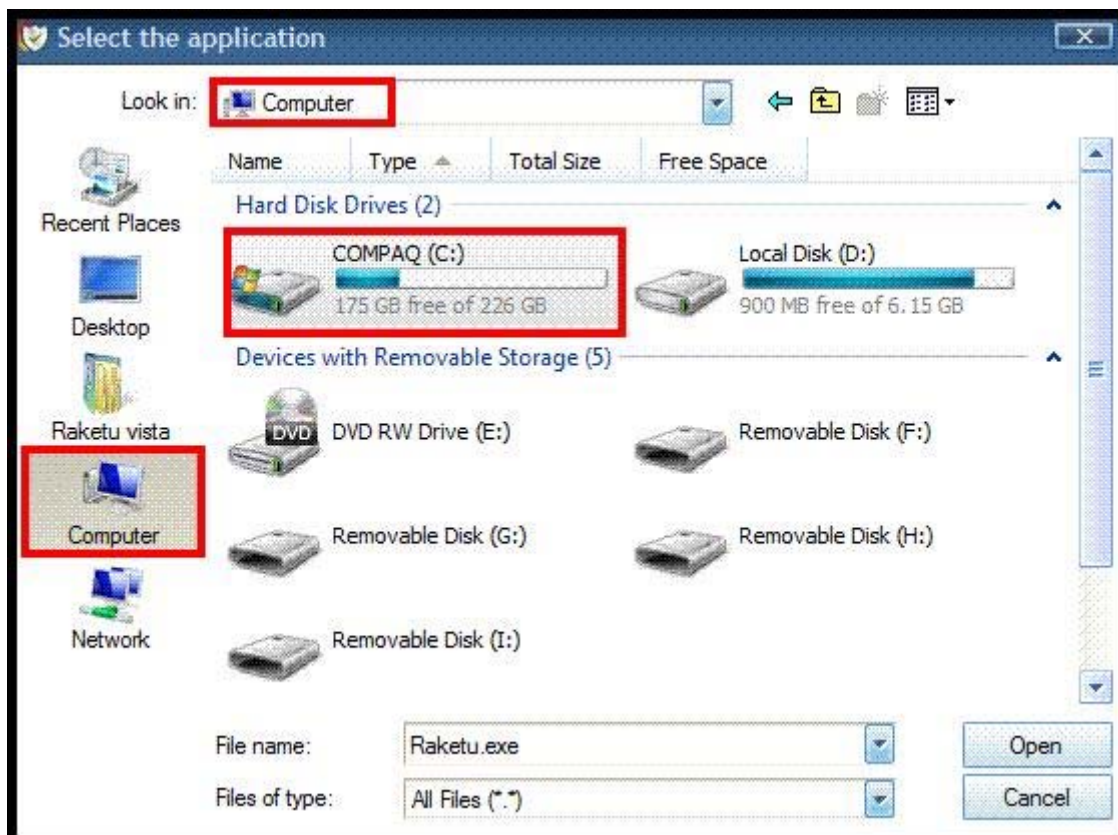 Select the application
Look in: Computer
Name Type Total Size Free Space
Recent Places
Hard Disk Drives (2)
COMPAQ (C:) Local Disk (D:)
175 GB free of 226 GB 900 MB free of 6.15 GB
Desktop
Devices with Removable Storage (5)
Raketu vista
DVD
DVD RW Drive (E:) Removable Disk (F:)
Computer
Removable Disk (G:) Removable Disk (H:)
Network
Removable Disk (I:)
File name: Raketu.exe Open
Files of type: All Files (*.*) Cancel